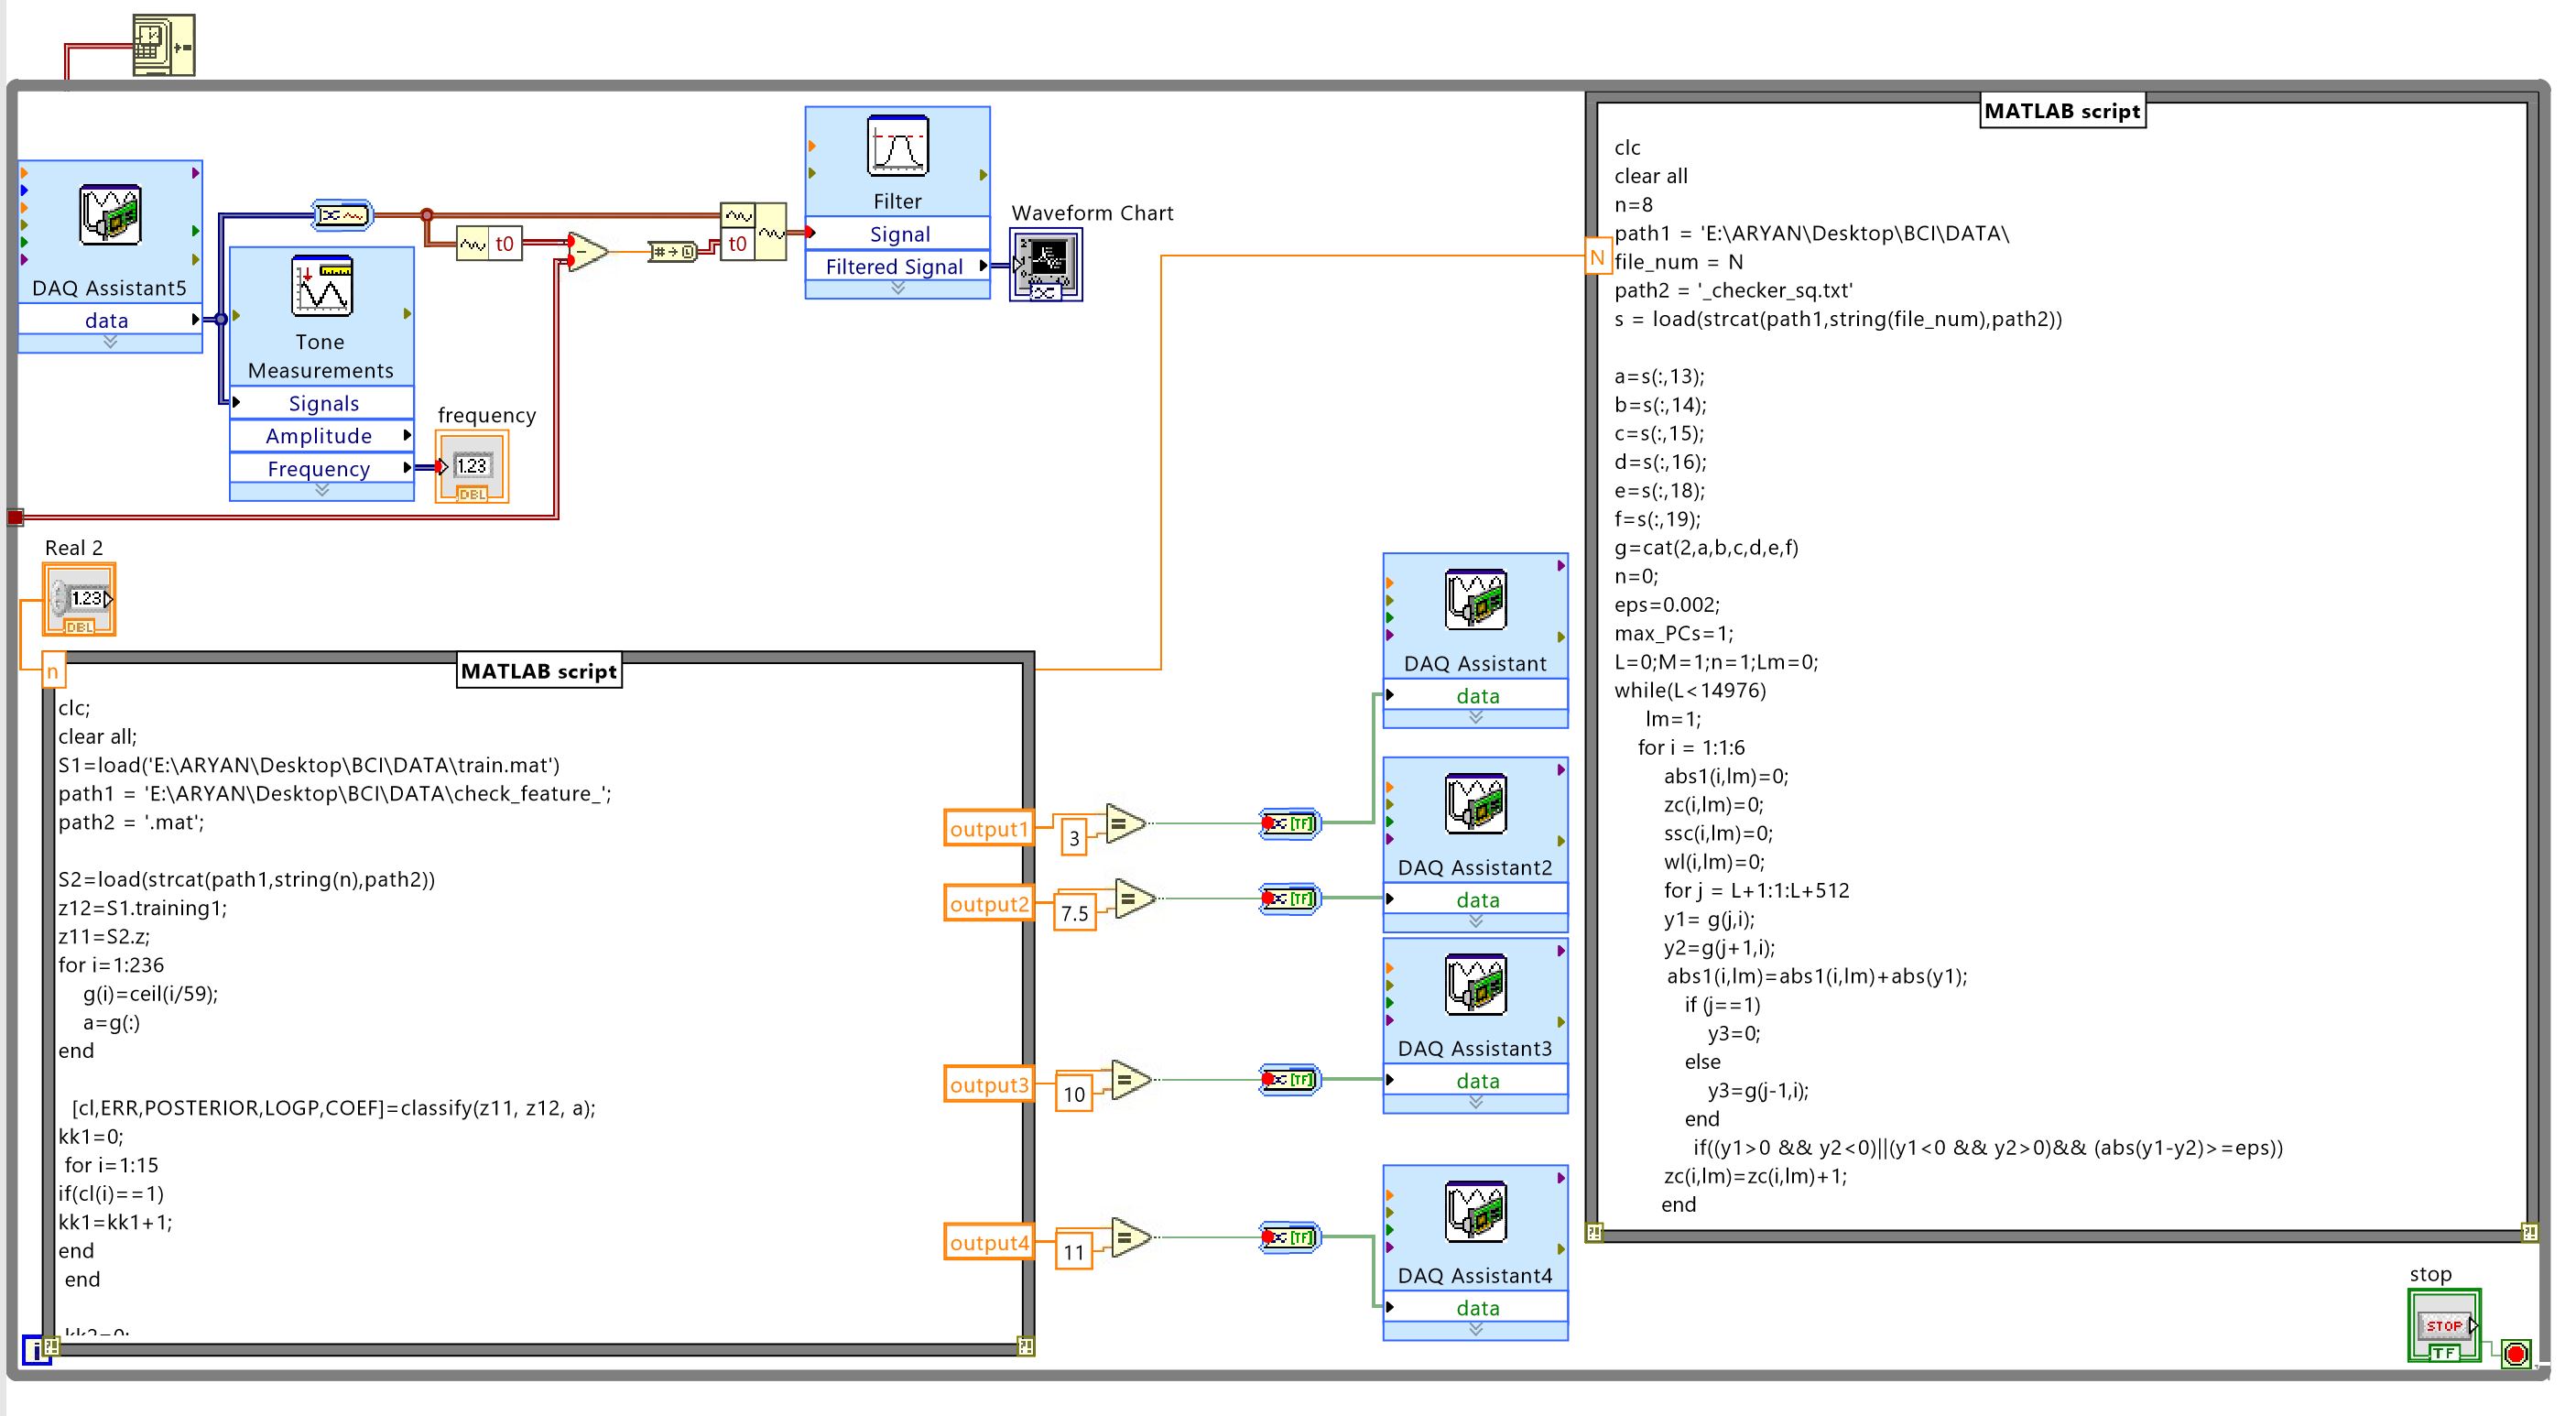 DAQ Assistant5
data
t0
t0
Filter
Signal
Filtered Signal
Waveform Chart
Tone
Measurements
Signals
Amplitude
Frequency
frequency
1.23
DBL
Real 2
1.23
DBL
n
MATLAB script
clc;
clear all;
S1=load('E:\ARYAN\Desktop\BCI\DATA\train.mat')
path1 = 'E:\ARYAN\Desktop\BCI\DATA\check_feature_';
path2 = '.mat';
S2=load(strcat(path1,string(n),path2))
z12=S1.training1;
z11=S2.z;
for i=1:236
g(i)=ceil(i/59);
a=g(:)
end
[cl,ERR,POSTERIOR,LOGP,COEF]=classify(z11, z12, a);
kk1=0;
for i=1:15
if(cl(i)==1)
kk1=kk1+1;
end
end
kk2=0;
i
output1
3
=
[TF]
output2
7.5
=
[TF]
output3
10
=
[TF]
output4
11
=
[TF]
DAQ Assistant
data
DAQ Assistant2
data
DAQ Assistant3
data
DAQ Assistant4
data
N
MATLAB script
clc
clear all
n=8
path1 = 'E:\ARYAN\Desktop\BCI\DATA\
file_num = N
path2 = '_checker_sq.txt'
s = load(strcat(path1,string(file_num),path2))
a=s(:,13);
b=s(:,14);
c=s(:,15);
d=s(:,16);
e=s(:,18);
f=s(:,19);
g=cat(2,a,b,c,d,e,f)
n=0;
eps=0.002;
max_PCs=1;
L=0;M=1;n=1;Lm=0;
while(L<14976)
lm=1;
for i = 1:1:6
abs1(i,lm)=0;
zc(i,lm)=0;
ssc(i,lm)=0;
wl(i,lm)=0;
for j = L+1:1:L+512
y1= g(j,i);
y2=g(j+1,i);
abs1(i,lm)=abs1(i,lm)+abs(y1);
if (j==1)
y3=0;
else
y3=g(j-1,i);
end
if((y1>0 && y2<0)||(y1<0 && y2>0)&& (abs(y1-y2)>=eps))
zc(i,lm)=zc(i,lm)+1;
end
stop
STOP
TF